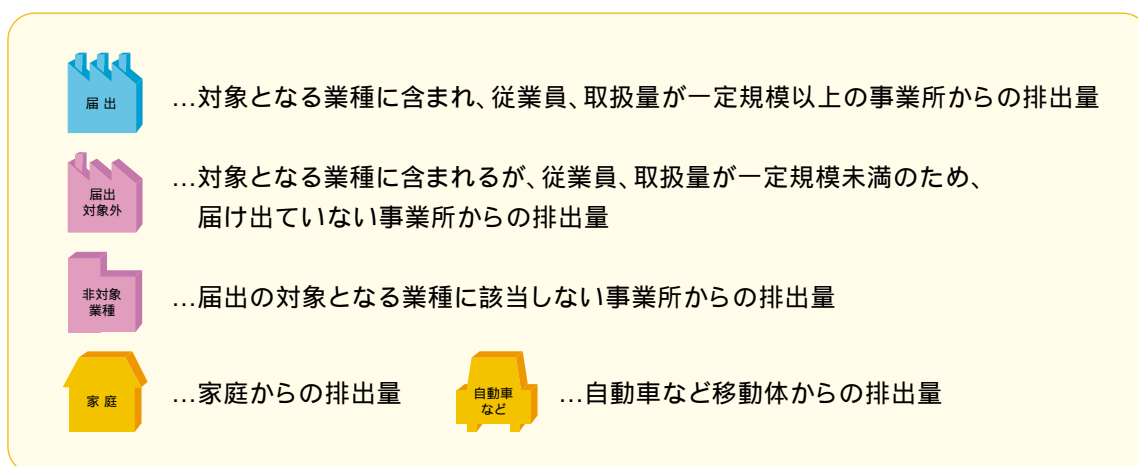 届出 …対象となる業種に含まれ、従業員、取扱量が一定規模以上の事業所からの排出量
届出
対象外
…対象となる業種に含まれるが、従業員、取扱量が一定規模未満のため、
届け出ていない事業所からの排出量
非対象
業種
…届出の対象となる業種に該当しない事業所からの排出量
家庭 …家庭からの排出量
自動車
など
…自動車など移動体からの排出量